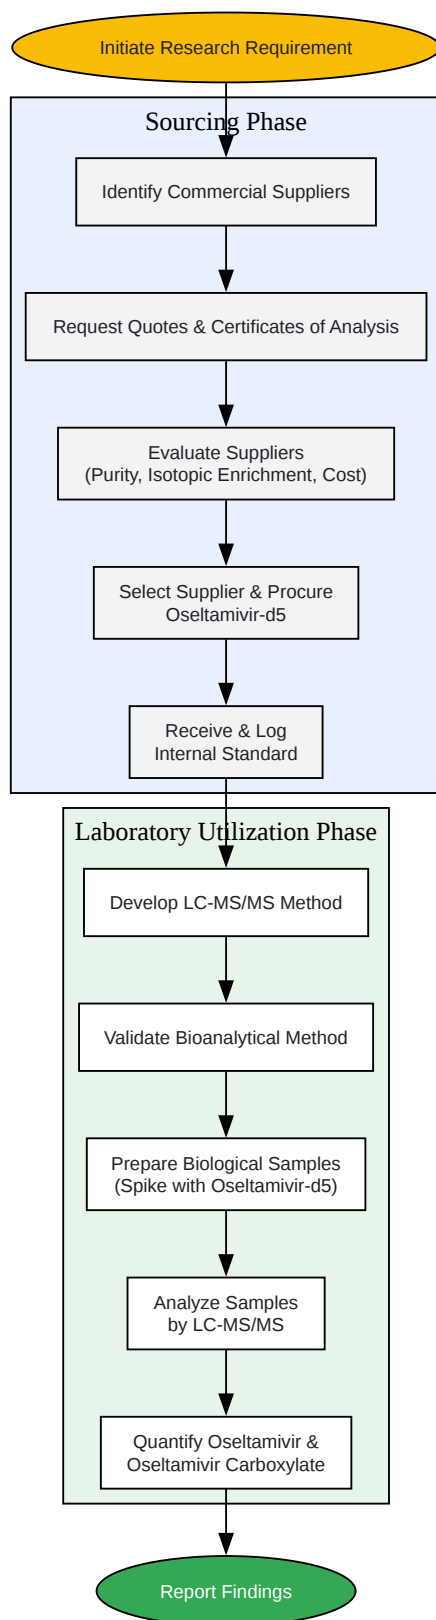 Initiate Research Requirement
Sourcing Phase
Identify Commercial Suppliers
Request Quotes & Certificates of Analysis
Evaluate Suppliers
(Purity, Isotopic Enrichment, Cost)
Select Supplier & Procure
Oseltamivir-d5
Receive & Log
Internal Standard
Laboratory Utilization Phase
Develop LC-MS/MS Method
Validate Bioanalytical Method
Prepare Biological Samples
(Spike with Oseltamivir-d5)
Analyze Samples
by LC-MS/MS
Quantify Oseltamivir &
Oseltamivir Carboxylate
Report Findings